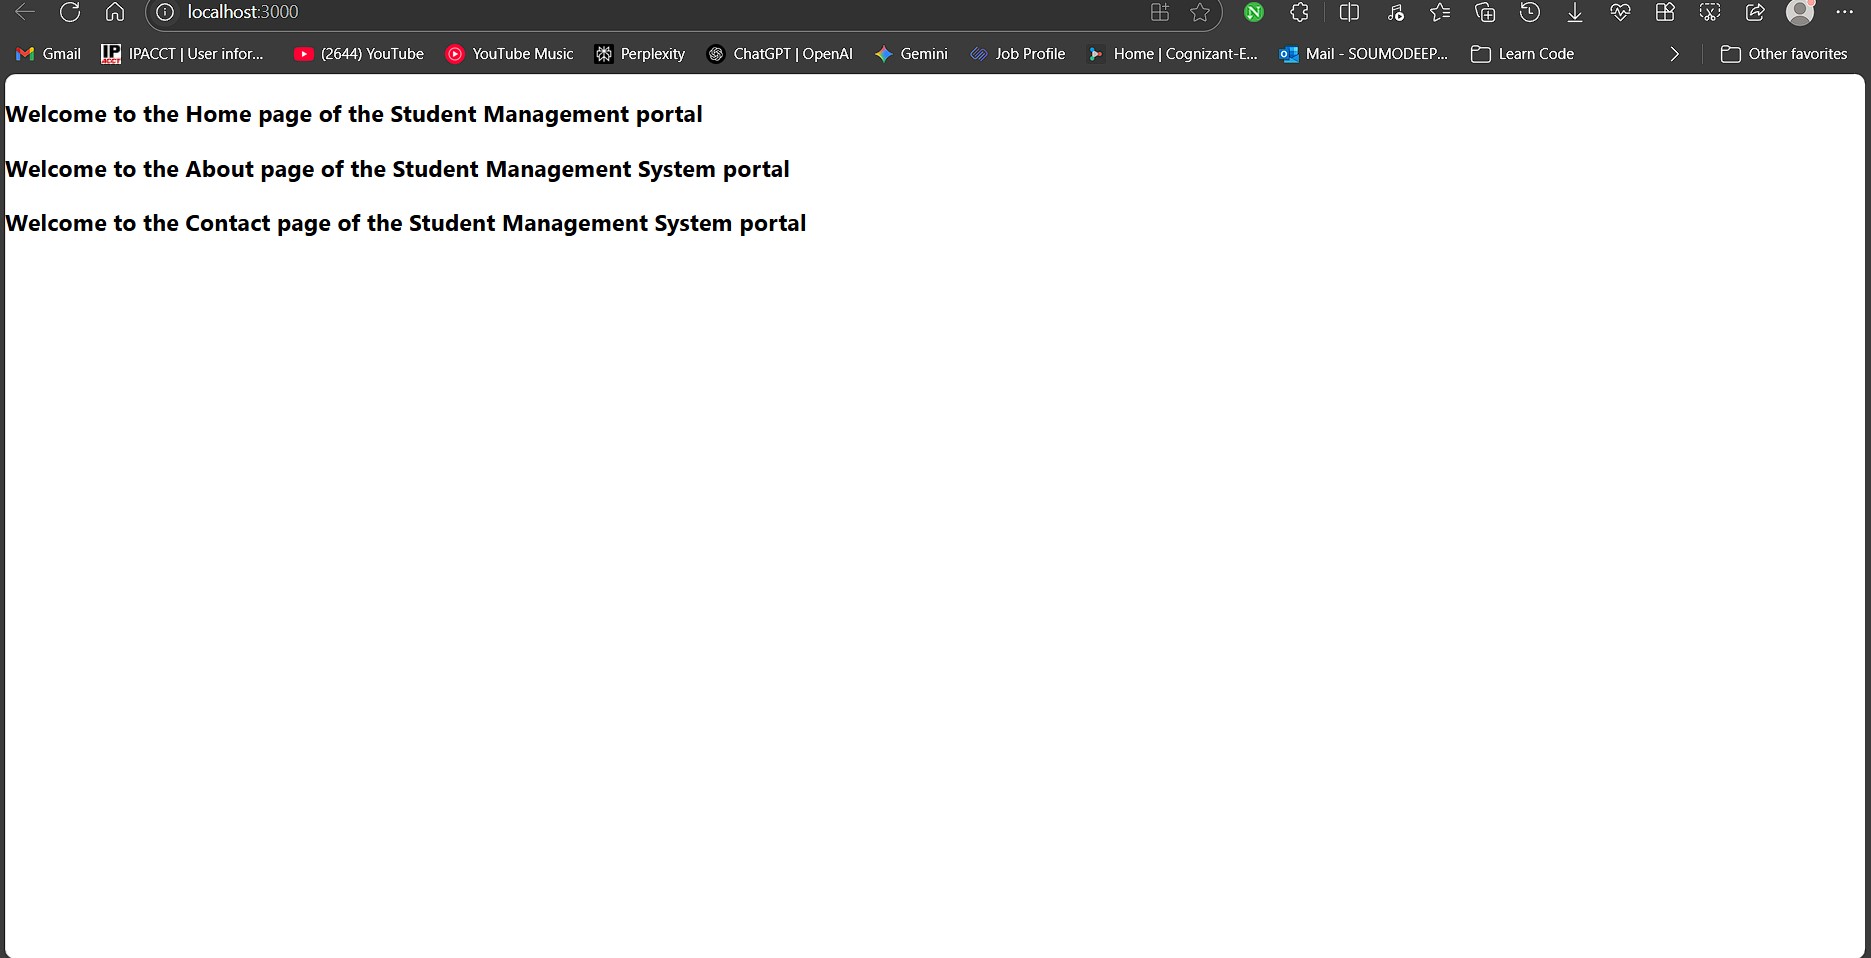 localhost:3000
Gmail IPACCT | User infor... (2644) YouTube YouTube Music Perplexity ChatGPT | OpenAI Gemini Job Profile Home | Cognizant-E... Mail - SOUMODEEP... Learn Code Other favorites
Welcome to the Home page of the Student Management portal
Welcome to the About page of the Student Management System portal
Welcome to the Contact page of the Student Management System portal